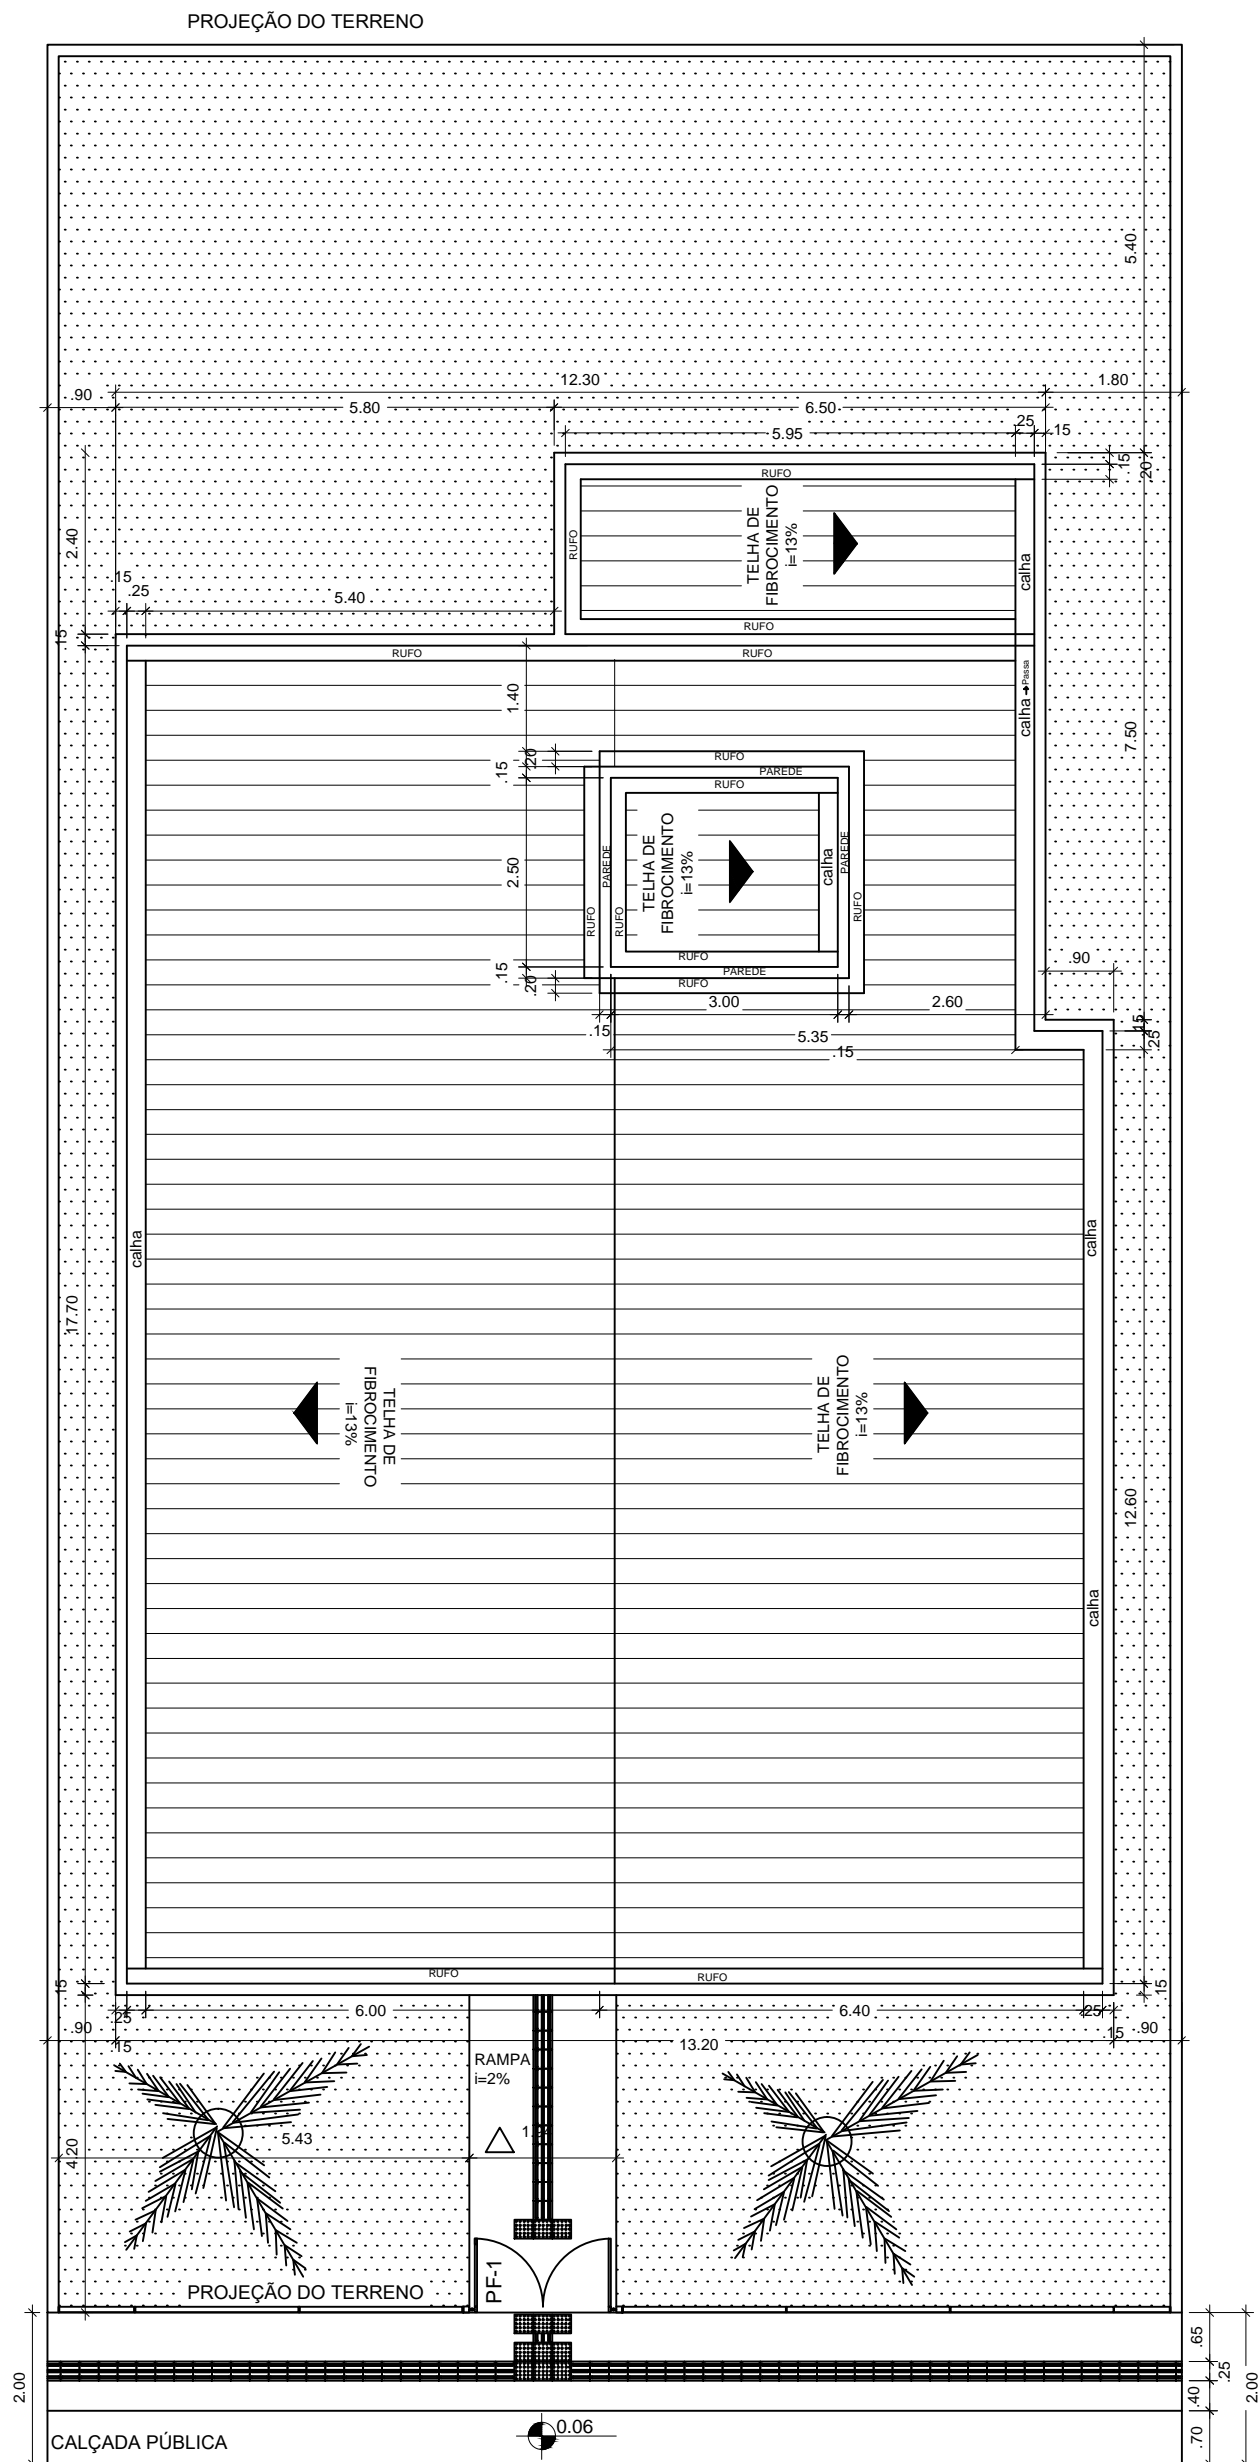 PROJEÇÃO DO TERRENO
5.40
12.30
.90
1.80
5.80
6.50
5.95
.25
.15
.15
.20
RUFO
RUFO
TELHA DE
FIBROCIMENTO
i=13%
calha
2.40
.15
.25
5.40
RUFO
.15
RUFO
RUFO
1.40
calha
Passa
7.50
.20
RUFO
.15
PAREDE
RUFO
2.50
PAREDE
TELHA DE
FIBROCIMENTO
i=13%
calha
PAREDE
RUFO
RUFO
RUFO
RUFO
.15
PAREDE
.20
RUFO
.90
3.00
2.60
.15
5.35
.15
.15
.25
calha
calha
17.70
TELHA DE
FIBROCIMENTO
i=13%
TELHA DE
FIBROCIMENTO
i=13%
12.60
calha
RUFO
RUFO
.15
.15
.25
6.00
6.40
.25
.90
.15
13.20
.15
.90
RAMPA
i=2%
5.43
4.20
PF-1
PROJEÇÃO DO TERRENO
.65
.25
.40
.70
2.00
2.00
0.06
CALÇADA PÚBLICA